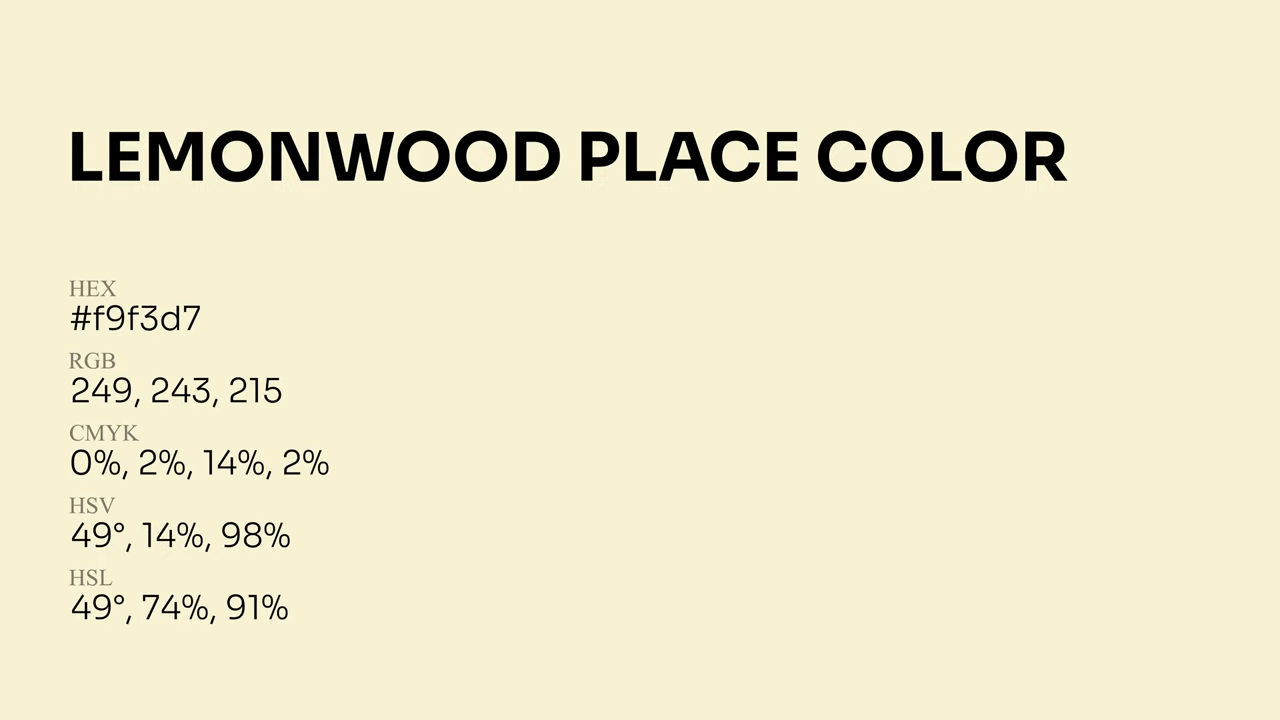 LEMONWOOD PLACE COLOR
HEX
#f9f3d7
RGB
249, 243, 215
CMYK
0%, 2%, 14%, 2%
HSV
49°, 14%, 98%
HSL
49°, 74%, 91%